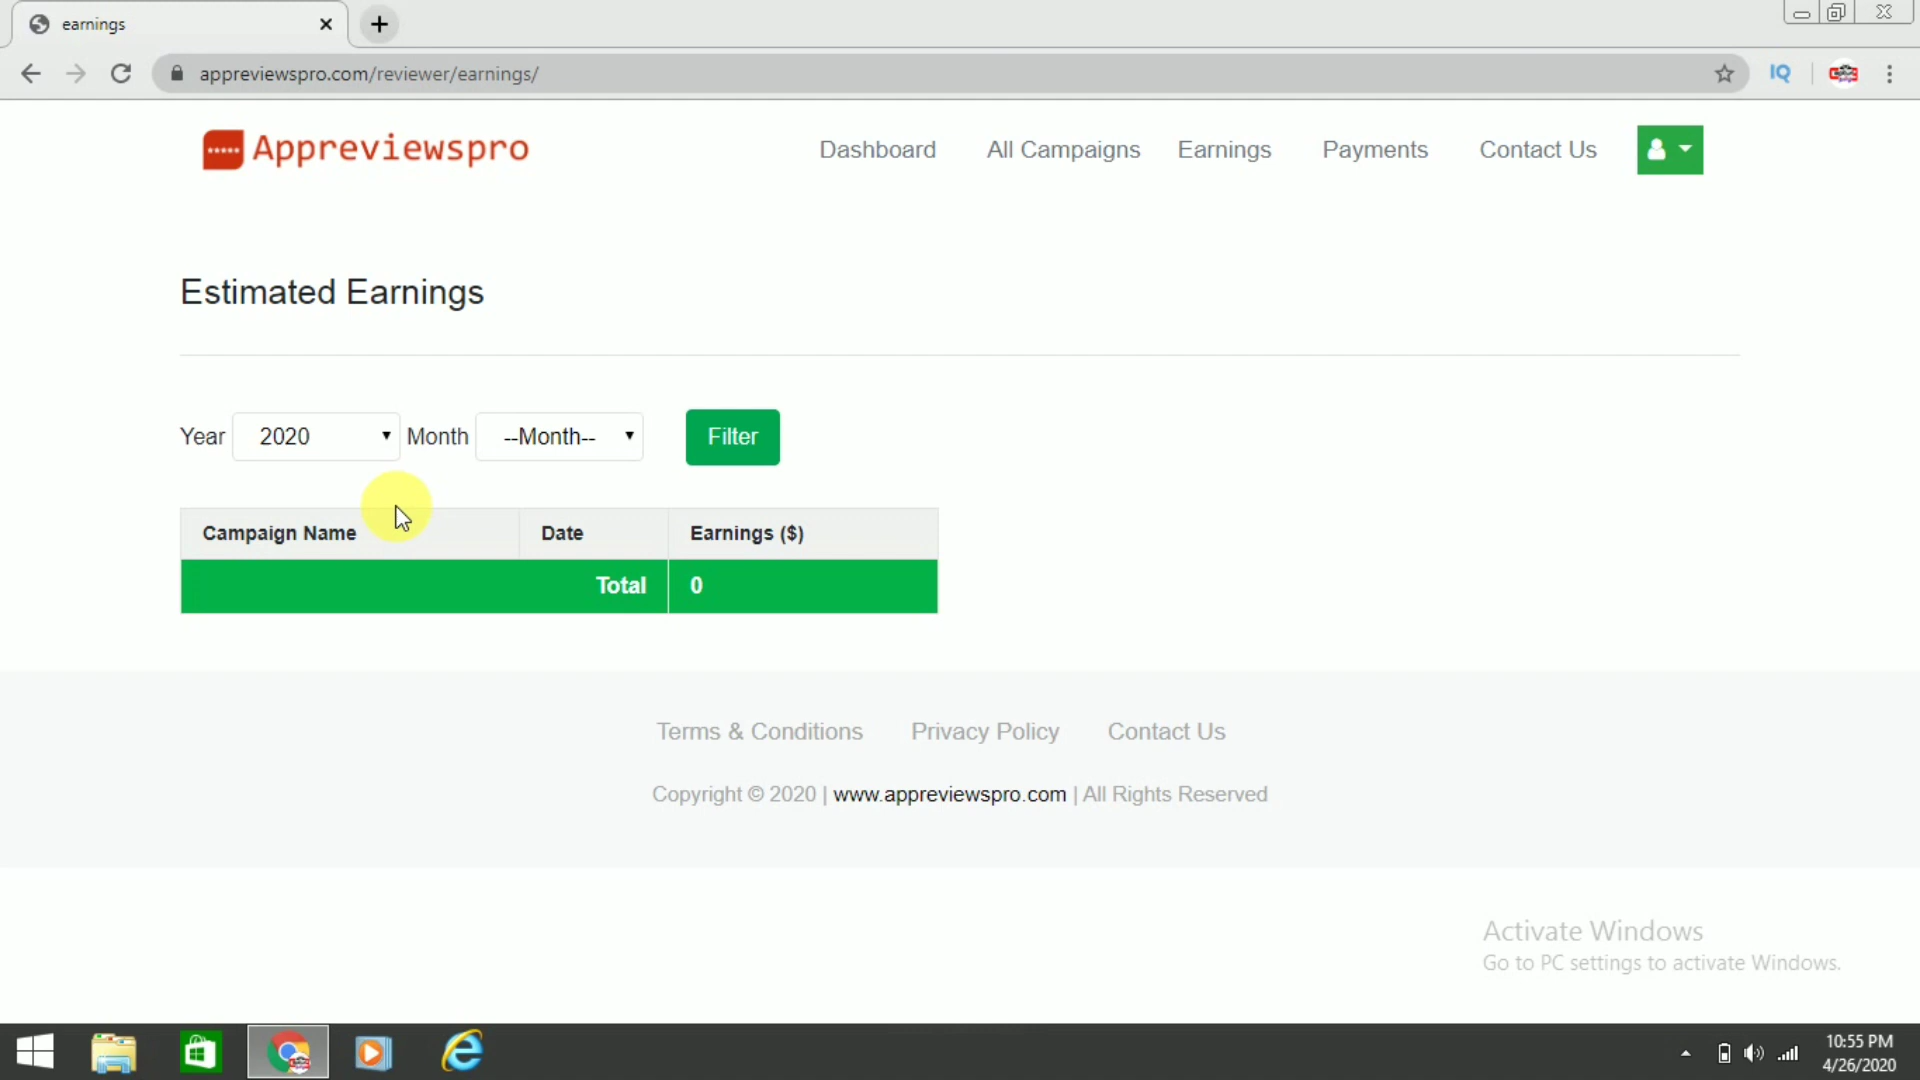 earnings
appreviewspro.com/reviewer/earnings/
IQ
Appreviewspro
Dashboard All Campaigns Earnings Payments Contact Us
Estimated Earnings
Year 2020 Month --Month-- Filter
Campaign Name Date Earnings ($)
Total 0
Terms & Conditions Privacy Policy Contact Us
Copyright © 2020 | www.appreviewspro.com | All Rights Reserved
Activate Windows
Go to PC settings to activate Windows.
10:55 PM
4/26/2020